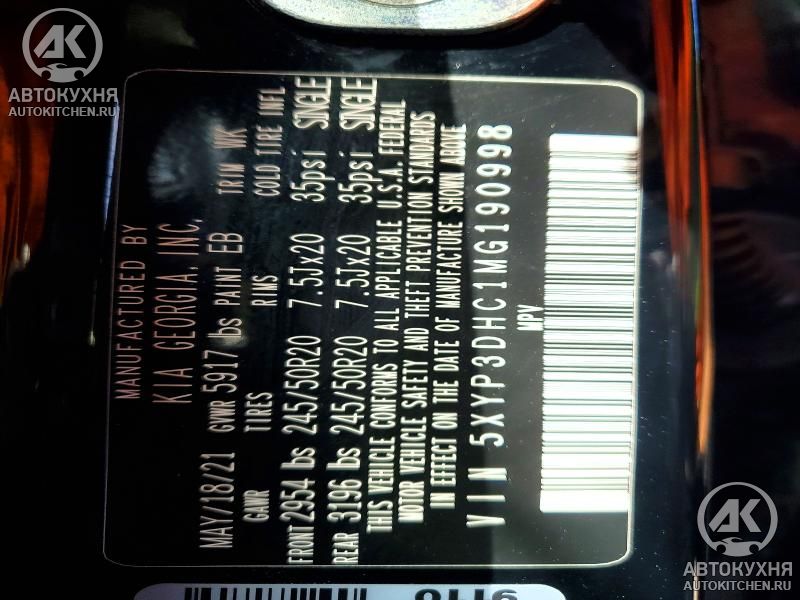 AK
АВТОКУХНЯ
AUTOKITCHEN.RU
MANUFACTURED BY
KIA GEORGIA, INC.
MAY/18/21 GVWR 5917 lbs PAINT EB TRIM WK
GAWR TIRES RIMS COLD TIRE INFL
FRONT 2954 lbs 245/50R20 7.5Jx20 35psi SINGLE
REAR 3196 lbs 245/50R20 7.5Jx20 35psi SINGLE
THIS VEHICLE CONFORMS TO ALL APPLICABLE U.S.A. FEDERAL
MOTOR VEHICLE SAFETY AND THEFT PREVENTION STANDARDS
IN EFFECT ON THE DATE OF MANUFACTURE SHOWN ABOVE
VIN 5XYP3DHC1MG190998
MPV
AK
АВТОКУХНЯ
AUTOKITCHEN.RU